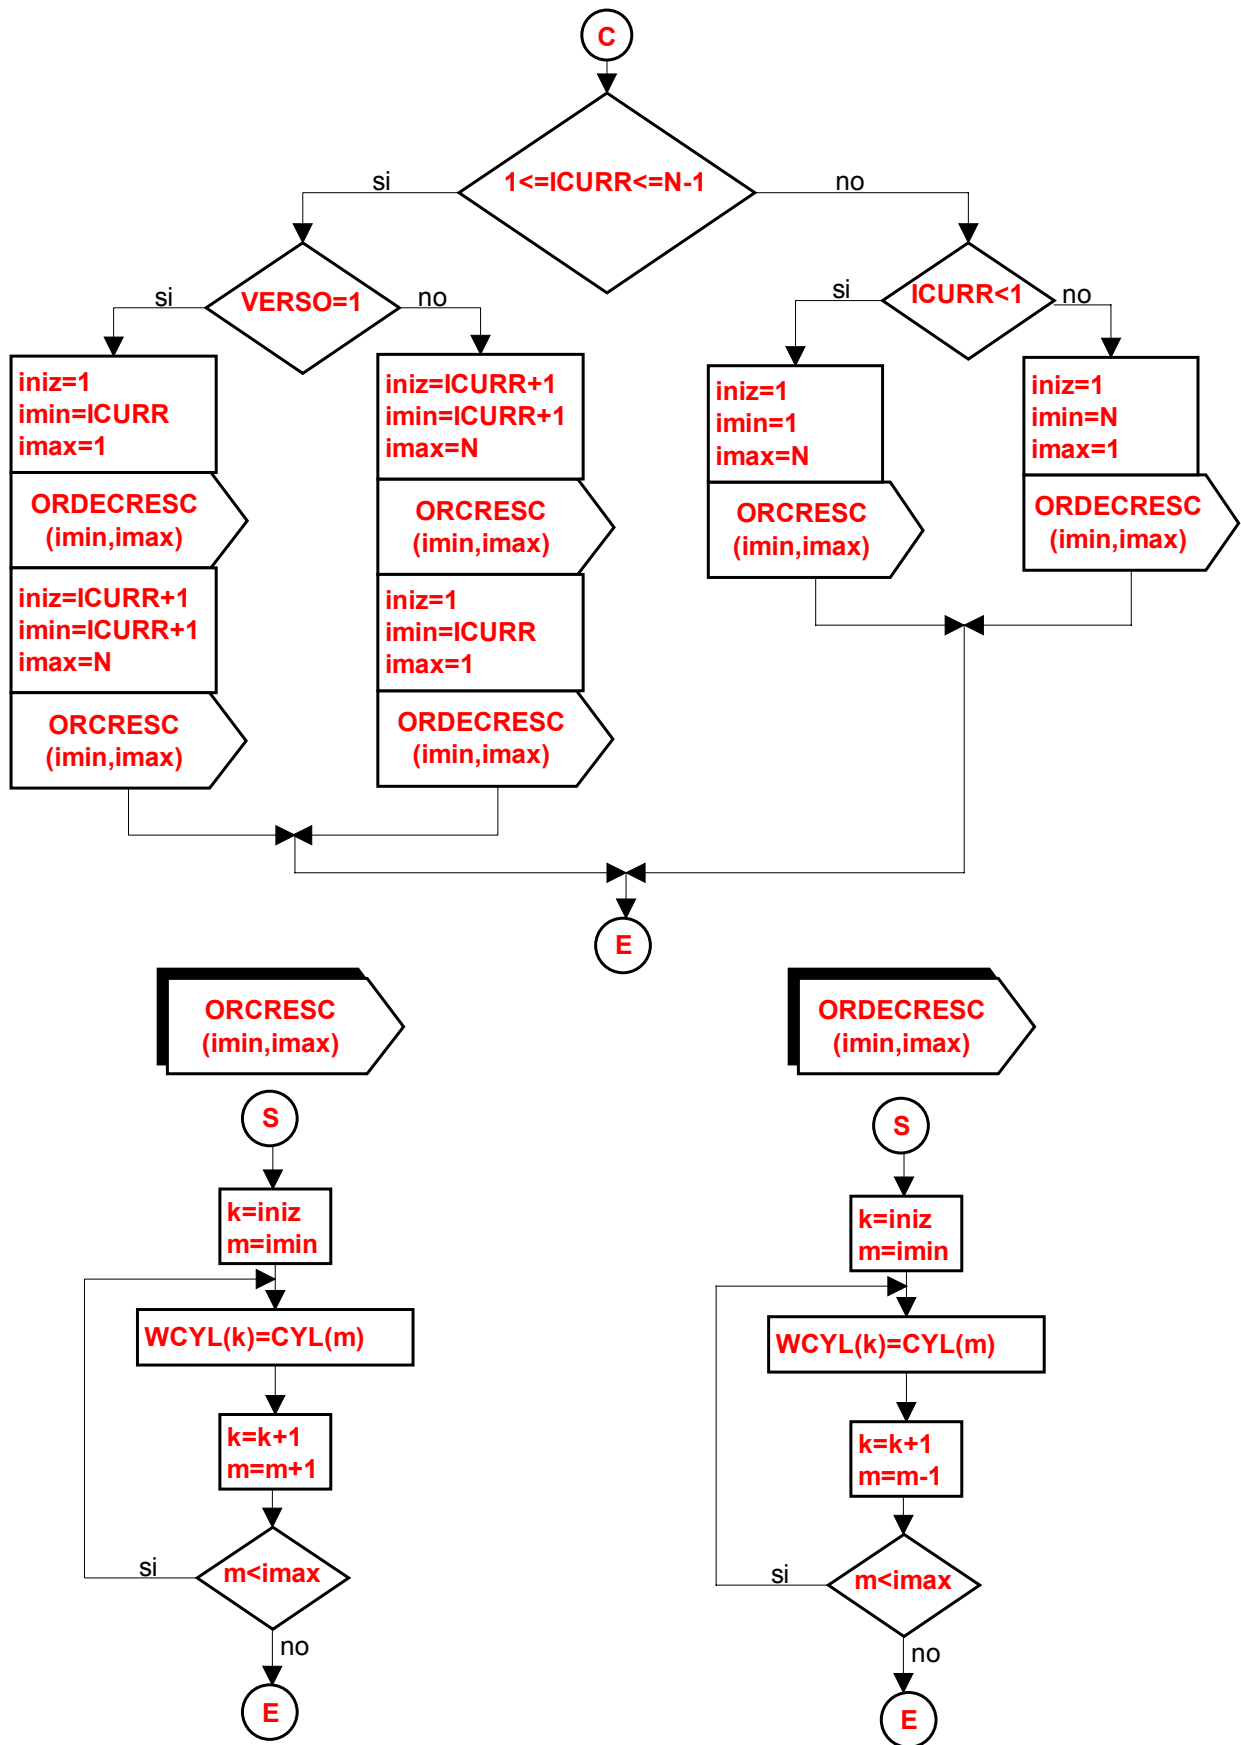 C
1<=ICURR<=N-1
si
no
VERSO=1
si
no
ICURR<1
si
no
iniz=1
imin=ICURR
imax=1
ORDECRESC
(imin,imax)
iniz=ICURR+1
imin=ICURR+1
imax=N
ORCRESC
(imin,imax)
iniz=ICURR+1
imin=ICURR+1
imax=N
ORCRESC
(imin,imax)
iniz=1
imin=ICURR
imax=1
ORDECRESC
(imin,imax)
iniz=1
imin=1
imax=N
ORCRESC
(imin,imax)
iniz=1
imin=N
imax=1
ORDECRESC
(imin,imax)
E
ORCRESC
(imin,imax)
S
k=iniz
m=imin
WCYL(k)=CYL(m)
k=k+1
m=m+1
m<imax
si
no
E
ORDECRESC
(imin,imax)
S
k=iniz
m=imin
WCYL(k)=CYL(m)
k=k+1
m=m-1
m<imax
si
no
E